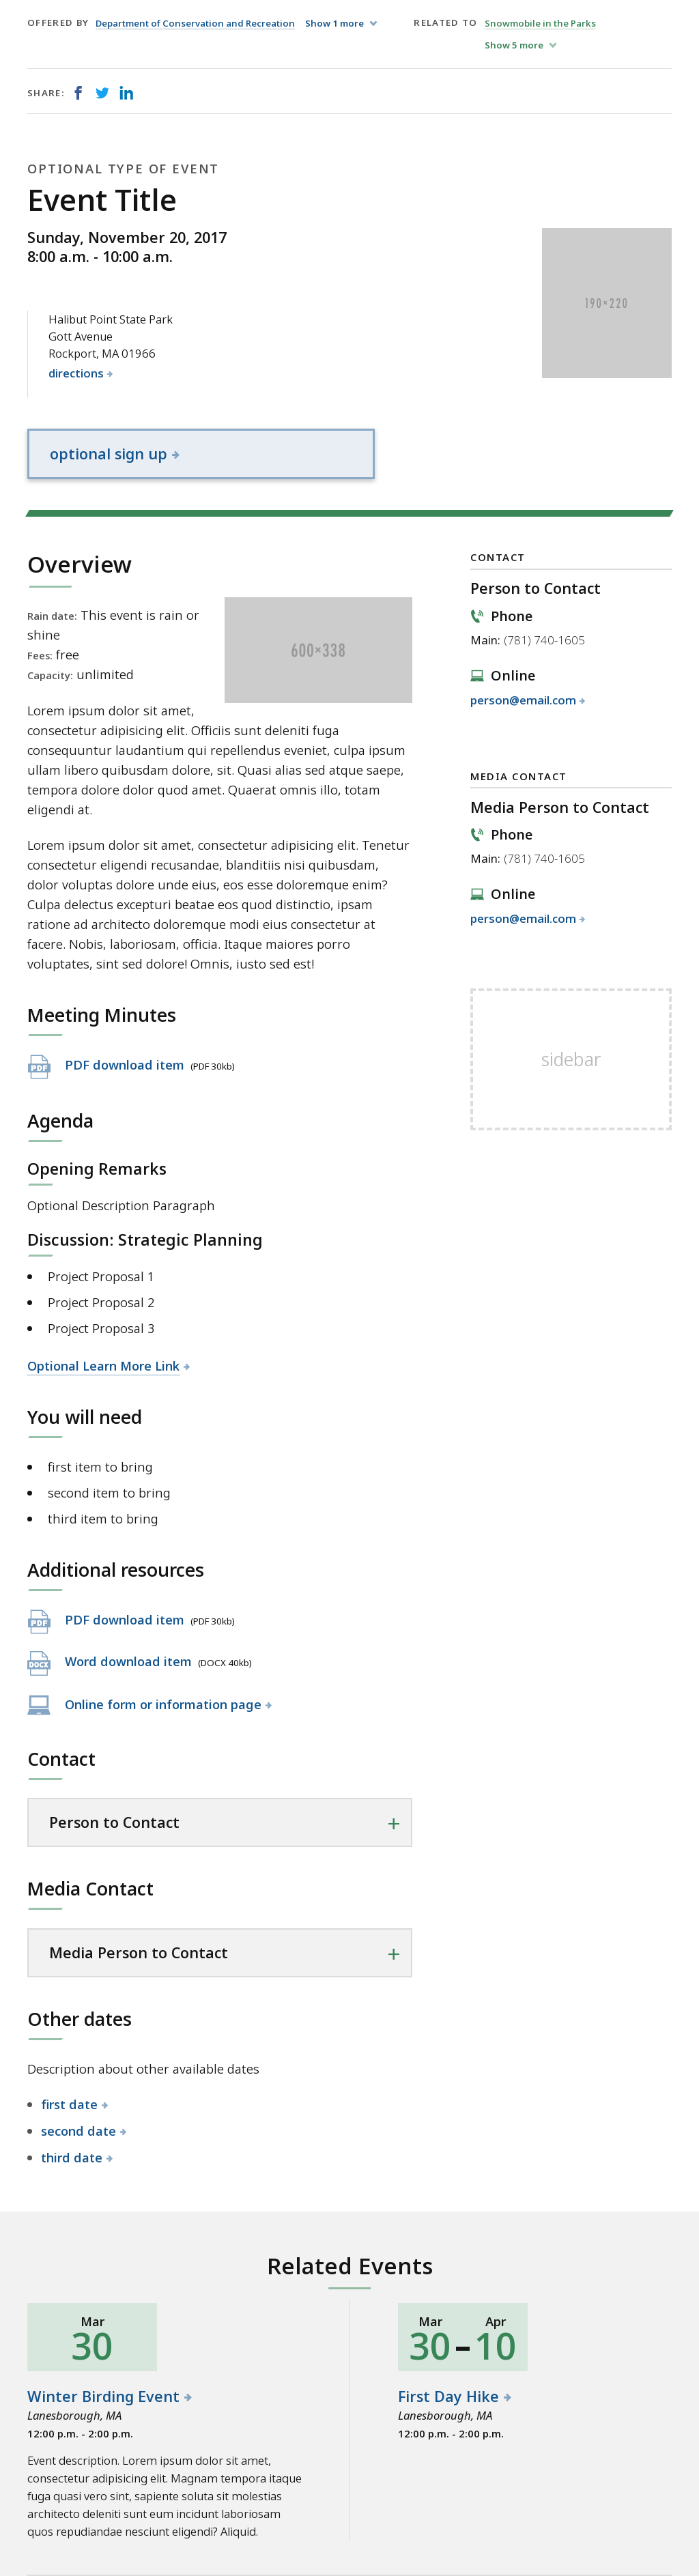 OFFERED BY Department of Conservation and Recreation Show 1 more
RELATED TO Snowmobile in the Parks
Show 5 more
SHARE:
OPTIONAL TYPE OF EVENT
Event Title
Sunday, November 20, 2017
8:00 a.m. - 10:00 a.m.
190×220
Halibut Point State Park
Gott Avenue
Rockport, MA 01966
directions
optional sign up
Overview
Rain date: This event is rain or
shine
Fees: free
Capacity: unlimited
600×338
Lorem ipsum dolor sit amet,
consectetur adipisicing elit. Officiis sunt deleniti fuga
consequuntur laudantium qui repellendus eveniet, culpa ipsum
ullam libero quibusdam dolore, sit. Quasi alias sed atque saepe,
tempora dolore dolor quod amet. Quaerat omnis illo, totam
eligendi at.
Lorem ipsum dolor sit amet, consectetur adipisicing elit. Tenetur
consectetur eligendi recusandae, blanditiis nisi quibusdam,
dolor voluptas dolore unde eius, eos esse doloremque enim?
Culpa delectus excepturi beatae eos quod distinctio, ipsam
ratione ad architecto doloremque modi eius consectetur at
facere. Nobis, laboriosam, officia. Itaque maiores porro
voluptates, sint sed dolore! Omnis, iusto sed est!
Meeting Minutes
PDF
PDF download item (PDF 30kb)
Agenda
Opening Remarks
Optional Description Paragraph
Discussion: Strategic Planning
Project Proposal 1
Project Proposal 2
Project Proposal 3
Optional Learn More Link
You will need
first item to bring
second item to bring
third item to bring
Additional resources
PDF
PDF download item (PDF 30kb)
DOCX
Word download item (DOCX 40kb)
Online form or information page
Contact
Person to Contact
Media Contact
Media Person to Contact
Other dates
Description about other available dates
first date
second date
third date
CONTACT
Person to Contact
Phone
Main: (781) 740-1605
Online
person@email.com
MEDIA CONTACT
Media Person to Contact
Phone
Main: (781) 740-1605
Online
person@email.com
sidebar
Related Events
Mar
30
Winter Birding Event
Lanesborough, MA
12:00 p.m. - 2:00 p.m.
Event description. Lorem ipsum dolor sit amet,
consectetur adipisicing elit. Magnam tempora itaque
fuga quasi vero sint, sapiente soluta sit molestias
architecto deleniti sunt eum incidunt laboriosam
quos repudiandae nesciunt eligendi? Aliquid.
Mar Apr
30 – 10
First Day Hike
Lanesborough, MA
12:00 p.m. - 2:00 p.m.